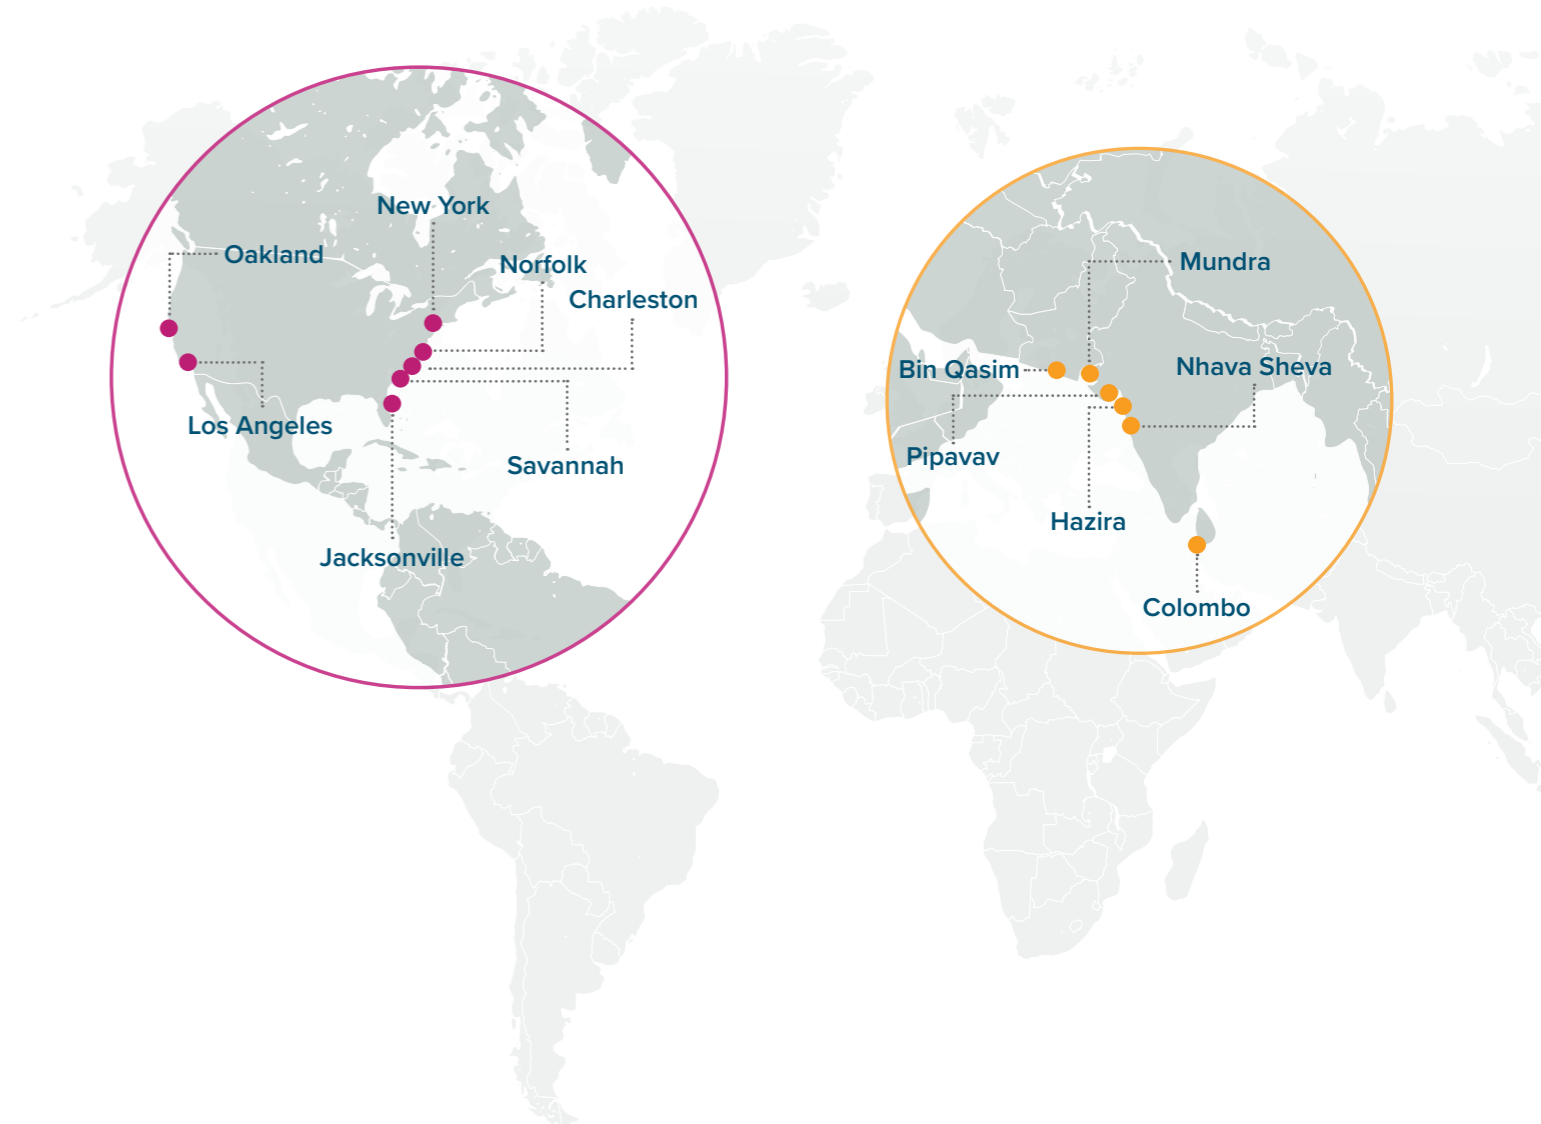 New York
Oakland
Norfolk
Charleston
Los Angeles
Savannah
Jacksonville
Mundra
Bin Qasim
Nhava Sheva
Pipavav
Hazira
Colombo